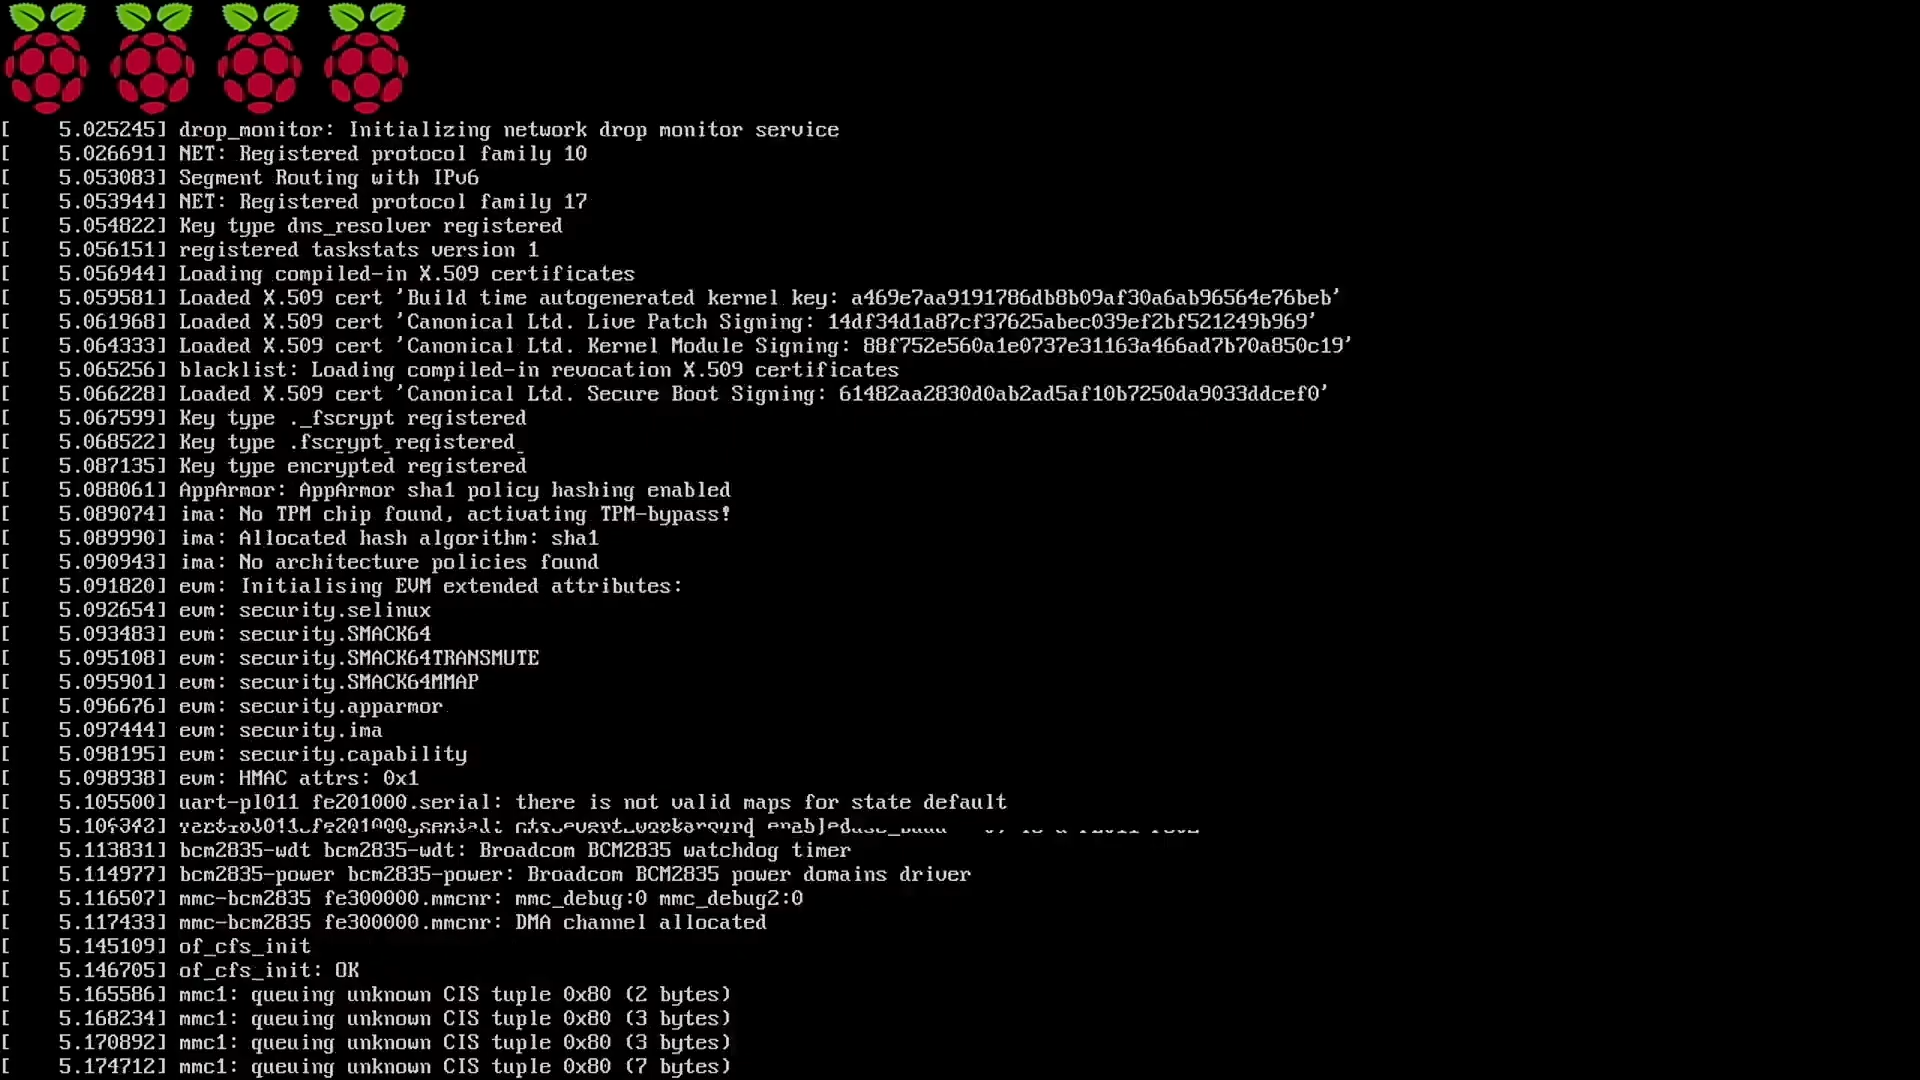 [    5.025245] drop_monitor: Initializing network drop monitor service
[    5.026691] NET: Registered protocol family 10
[    5.053083] Segment Routing with IPv6
[    5.053944] NET: Registered protocol family 17
[    5.054822] Key type dns_resolver registered
[    5.056151] registered taskstats version 1
[    5.056944] Loading compiled-in X.509 certificates
[    5.059581] Loaded X.509 cert 'Build time autogenerated kernel key: a469e7aa9191786db8b09af30a6ab96564e76beb'
[    5.061968] Loaded X.509 cert 'Canonical Ltd. Live Patch Signing: 14df34d1a87cf37625abec039ef2bf521249b969'
[    5.064333] Loaded X.509 cert 'Canonical Ltd. Kernel Module Signing: 88f752e560a1e0737e31163a466ad7b70a850c19'
[    5.065256] blacklist: Loading compiled-in revocation X.509 certificates
[    5.066228] Loaded X.509 cert 'Canonical Ltd. Secure Boot Signing: 61482aa2830d0ab2ad5af10b7250da9033ddcef0'
[    5.067599] Key type ._fscrypt registered
[    5.068522] Key type .fscrypt registered
[    5.087135] Key type encrypted registered
[    5.088061] AppArmor: AppArmor sha1 policy hashing enabled
[    5.089074] ima: No TPM chip found, activating TPM-bypass!
[    5.089990] ima: Allocated hash algorithm: sha1
[    5.090943] ima: No architecture policies found
[    5.091820] evm: Initialising EVM extended attributes:
[    5.092654] evm: security.selinux
[    5.093483] evm: security.SMACK64
[    5.095108] evm: security.SMACK64TRANSMUTE
[    5.095901] evm: security.SMACK64MMAP
[    5.096676] evm: security.apparmor
[    5.097444] evm: security.ima
[    5.098195] evm: security.capability
[    5.098938] evm: HMAC attrs: 0x1
[    5.105500] uart-pl011 fe201000.serial: there is not valid maps for state default
[    5.106342] uart-pl011 fe201000.serial: cts_event_workaround enabled
[    5.113831] bcm2835-wdt bcm2835-wdt: Broadcom BCM2835 watchdog timer
[    5.114977] bcm2835-power bcm2835-power: Broadcom BCM2835 power domains driver
[    5.116507] mmc-bcm2835 fe300000.mmcnr: mmc_debug:0 mmc_debug2:0
[    5.117433] mmc-bcm2835 fe300000.mmcnr: DMA channel allocated
[    5.145109] of_cfs_init
[    5.146705] of_cfs_init: OK
[    5.165586] mmc1: queuing unknown CIS tuple 0x80 (2 bytes)
[    5.168234] mmc1: queuing unknown CIS tuple 0x80 (3 bytes)
[    5.170892] mmc1: queuing unknown CIS tuple 0x80 (3 bytes)
[    5.174712] mmc1: queuing unknown CIS tuple 0x80 (7 bytes)